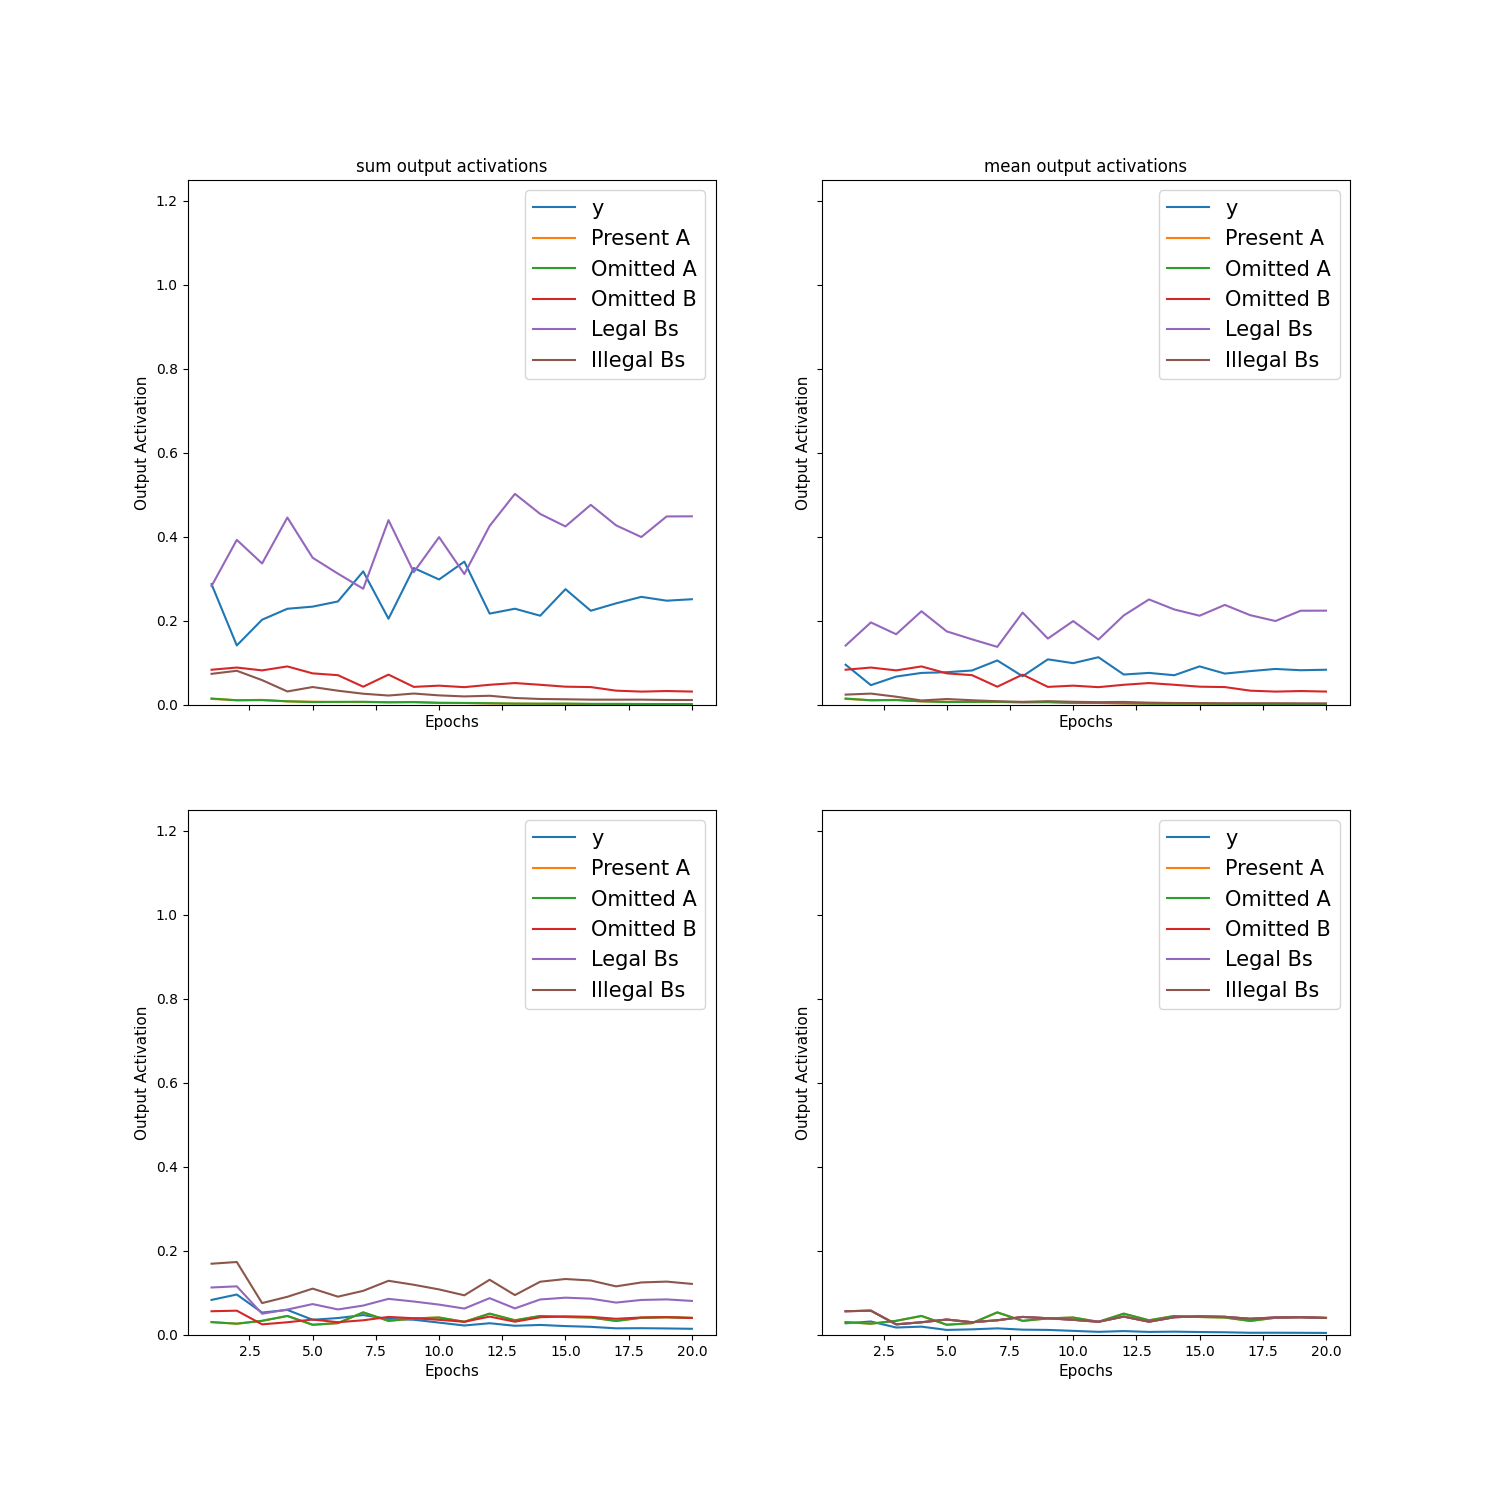 sum output activations
1.2
1.0
0.8
0.6
0.4
0.2
0.0
Output Activation
y
Present A
Omitted A
Omitted B
Legal Bs
Illegal Bs
Epochs
mean output activations
Output Activation
y
Present A
Omitted A
Omitted B
Legal Bs
Illegal Bs
Epochs
1.2
1.0
0.8
0.6
0.4
0.2
0.0
Output Activation
y
Present A
Omitted A
Omitted B
Legal Bs
Illegal Bs
2.5 5.0 7.5 10.0 12.5 15.0 17.5 20.0
Epochs
Output Activation
y
Present A
Omitted A
Omitted B
Legal Bs
Illegal Bs
2.5 5.0 7.5 10.0 12.5 15.0 17.5 20.0
Epochs